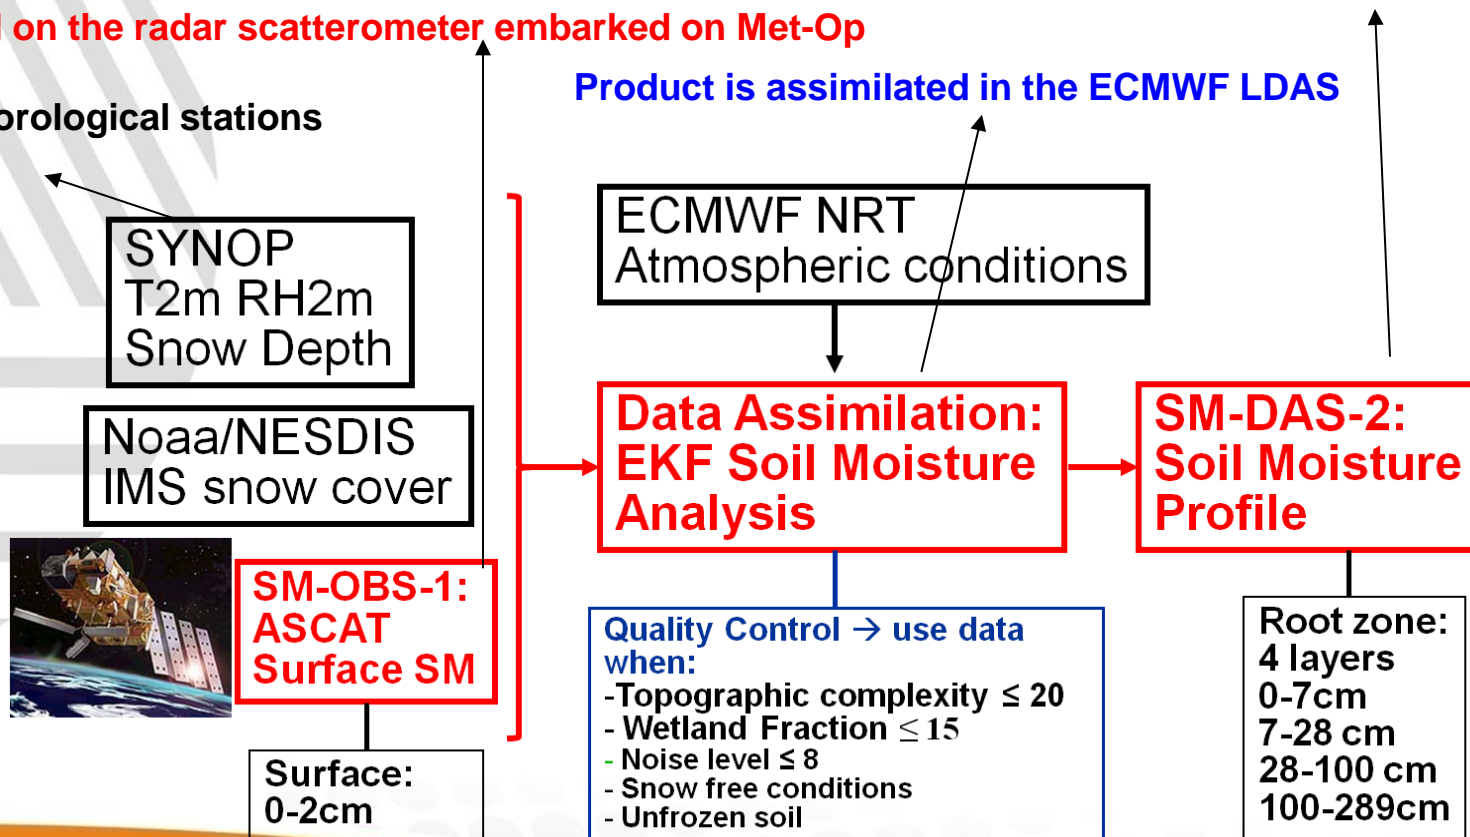 on the radar scatterometer embarked on Met-Op
Product is assimilated in the ECMWF LDAS
stations
SYNOP
T2m RH2m
Snow Depth
ECMWF NRT
Atmospheric conditions
Noaa/NESDIS
IMS snow cover
Data Assimilation:
EKF Soil Moisture
Analysis
SM-DAS-2:
Soil Moisture
Profile
SM-OBS-1:
ASCAT
Surface SM
Surface:
0-2cm
Quality Control → use data
when:
-Topographic complexity ≤ 20
- Wetland Fraction ≤ 15
- Noise level ≤ 8
- Snow free conditions
- Unfrozen soil
Root zone:
4 layers
0-7cm
7-28 cm
28-100 cm
100-289cm